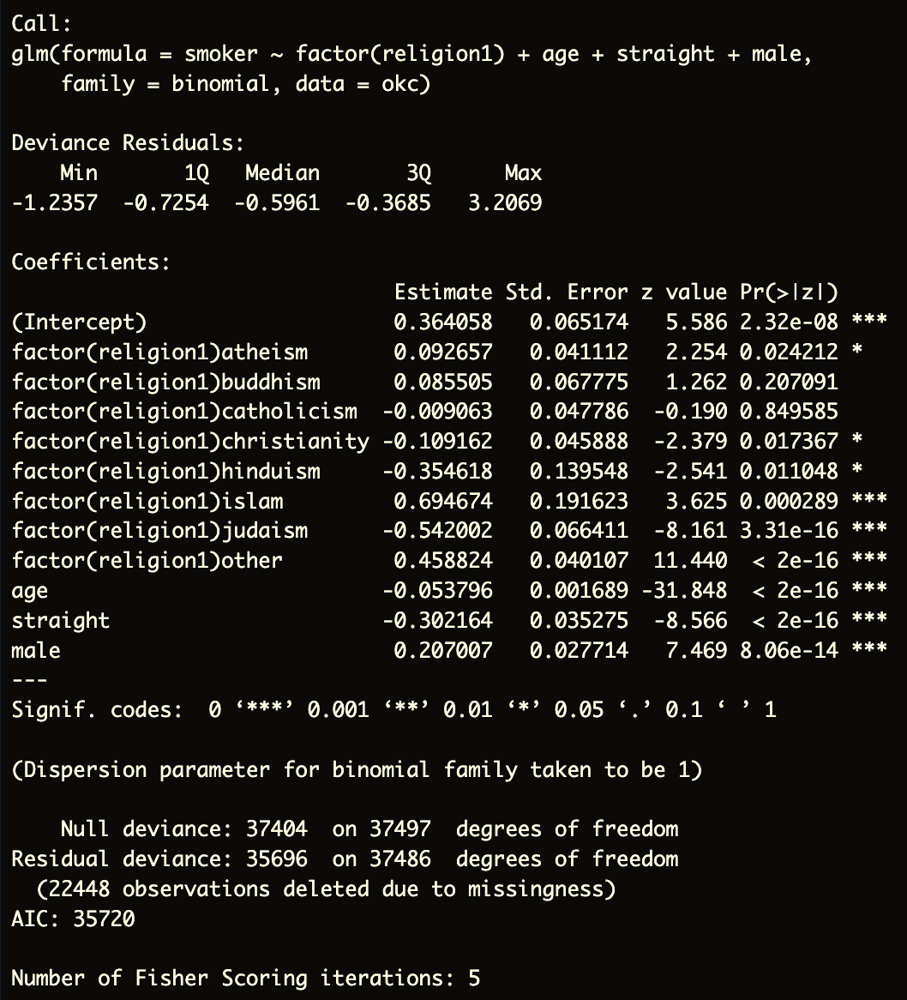 Call:
glm(formula = smoker ~ factor(religion1) + age + straight + male,
    family = binomial, data = okc)

Deviance Residuals:
    Min       1Q   Median       3Q      Max
-1.2357  -0.7254  -0.5961  -0.3685   3.2069

Coefficients:
                               Estimate Std. Error z value Pr(>|z|)
(Intercept)                    0.364058   0.065174   5.586 2.32e-08 ***
factor(religion1)atheism       0.092657   0.041112   2.254 0.024212 *
factor(religion1)buddhism      0.085505   0.067775   1.262 0.207091
factor(religion1)catholicism  -0.009063   0.047786  -0.190 0.849585
factor(religion1)christianity -0.109162   0.045888  -2.379 0.017367 *
factor(religion1)hinduism     -0.354618   0.139548  -2.541 0.011048 *
factor(religion1)islam         0.694674   0.191623   3.625 0.000289 ***
factor(religion1)judaism      -0.542002   0.066411  -8.161 3.31e-16 ***
factor(religion1)other         0.458824   0.040107  11.440  < 2e-16 ***
age                           -0.053796   0.001689 -31.848  < 2e-16 ***
straight                      -0.302164   0.035275  -8.566  < 2e-16 ***
male                           0.207007   0.027714   7.469 8.06e-14 ***
---
Signif. codes:  0 ‘***’ 0.001 ‘**’ 0.01 ‘*’ 0.05 ‘.’ 0.1 ‘ ’ 1

(Dispersion parameter for binomial family taken to be 1)

    Null deviance: 37404  on 37497  degrees of freedom
Residual deviance: 35696  on 37486  degrees of freedom
  (22448 observations deleted due to missingness)
AIC: 35720

Number of Fisher Scoring iterations: 5